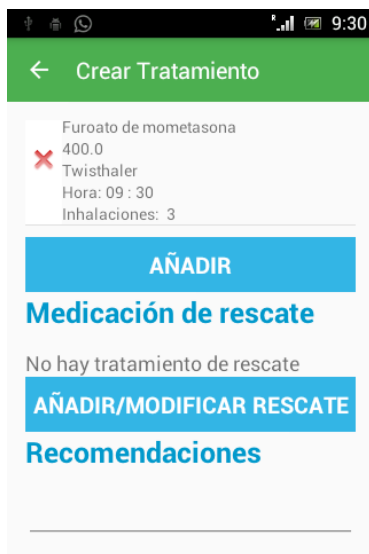 9:30
Crear Tratamiento
Furoato de mometasona
400.0
Twisthaler
Hora: 09 : 30
Inhalaciones: 3
AÑADIR
Medicación de rescate
No hay tratamiento de rescate
AÑADIR/MODIFICAR RESCATE
Recomendaciones